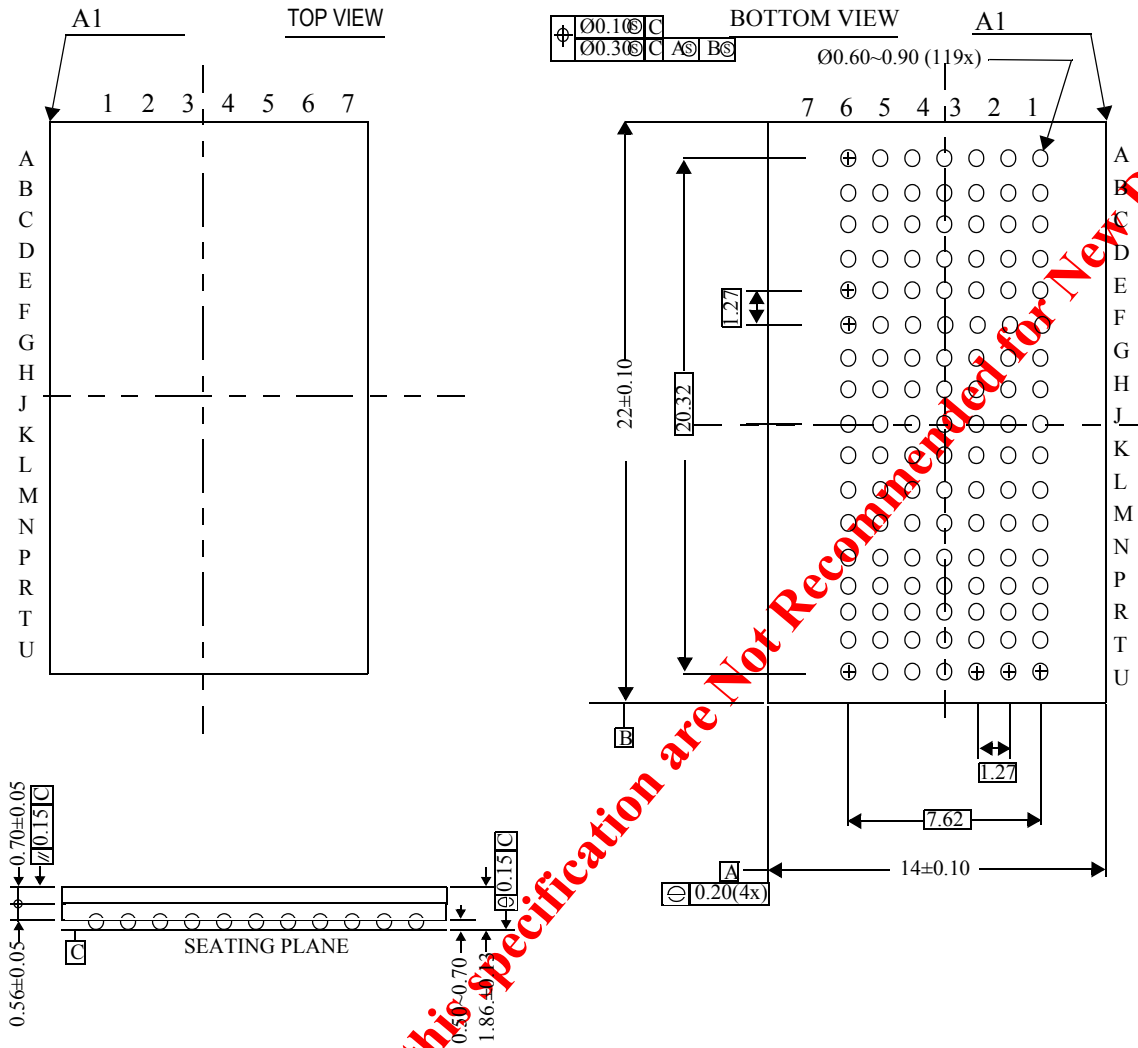 A1
TOP VIEW
1 2 3 4 5 6 7
A
B
C
D
E
F
G
H
J
K
L
M
N
P
R
T
U
⌖ Ø0.10Ⓢ C
Ø0.30Ⓢ C AⓈ BⓈ
BOTTOM VIEW
A1
Ø0.60~0.90 (119x)
7 6 5 4 3 2 1
A
B
C
D
E
F
G
H
J
K
L
M
N
P
R
T
U
1.27
22±0.10
20.32
B
1.27
7.62
A
14±0.10
0.20(4x)
0.70±0.05
// 0.15 C
0.56±0.05
C
SEATING PLANE
0.15 C
0.50~0.70
1.86±0.13
this specification are Not Recommended for New